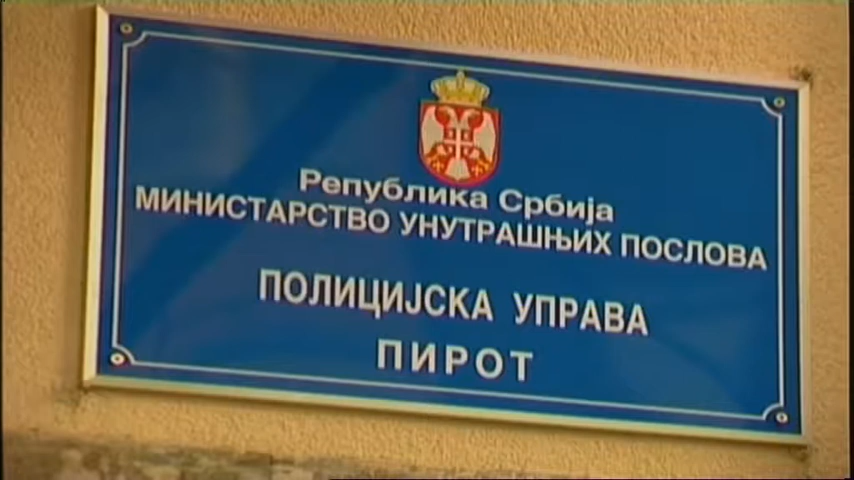 Република Србија
МИНИСТАРСТВО УНУТРАШЊИХ ПОСЛОВА
ПОЛИЦИЈСКА УПРАВА
ПИРОТ